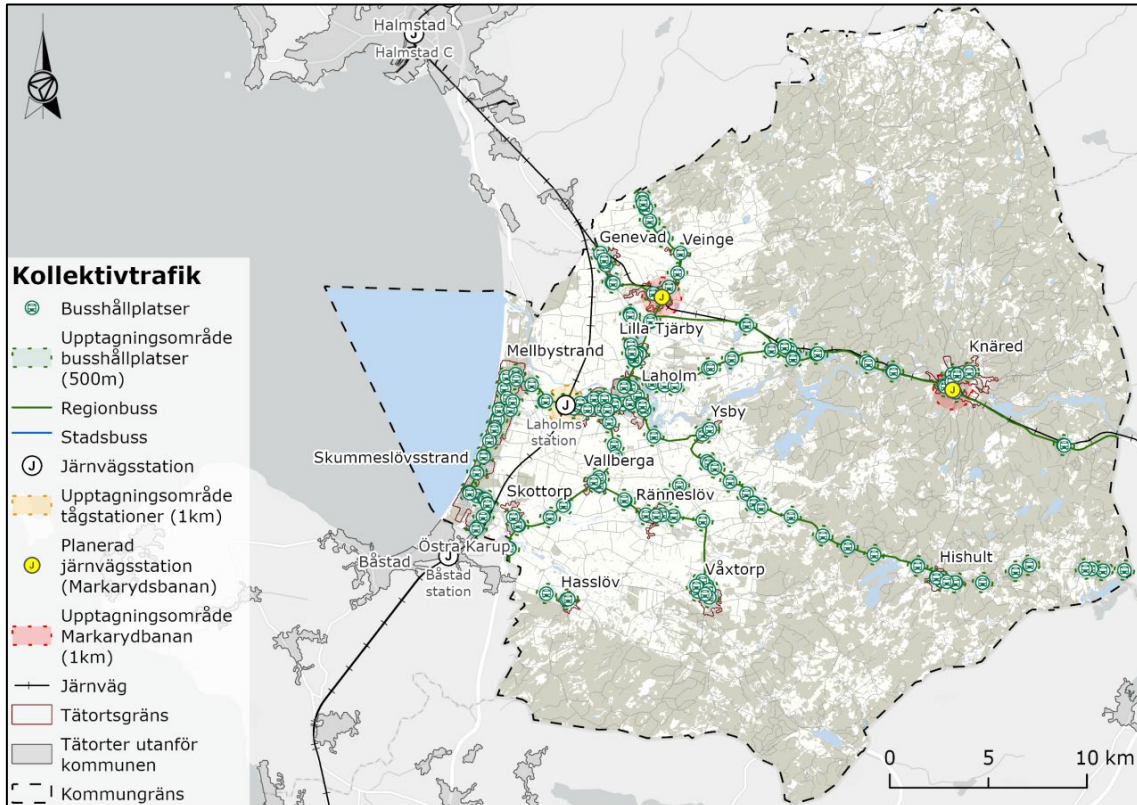 Halmstad
J
Halmstad C
Genevad
Veinge
J
Lilla Tjärby
Mellbystrand
Knäred
Laholm
J
J
Laholms
station
Ysby
Skummeslövsstrand
Vallberga
Skottorp
Ränneslöv
Östra Karup
Båstad
J
Båstad
station
Hishult
Våxtorp
Hasslöv
Kollektivtrafik
Busshållplatser
Upptagningsområde
busshållplatser
(500m)
Regionbuss
Stadsbuss
J
Järnvägsstation
Upptagningsområde
tågstationer (1km)
Planerad
J
järnvägsstation
(Markarydsbanan)
Upptagningsområde
Markarydbanan
(1km)
Järnväg
Tätortsgräns
Tätorter utanför
kommunen
Kommungräns
0 5 10 km